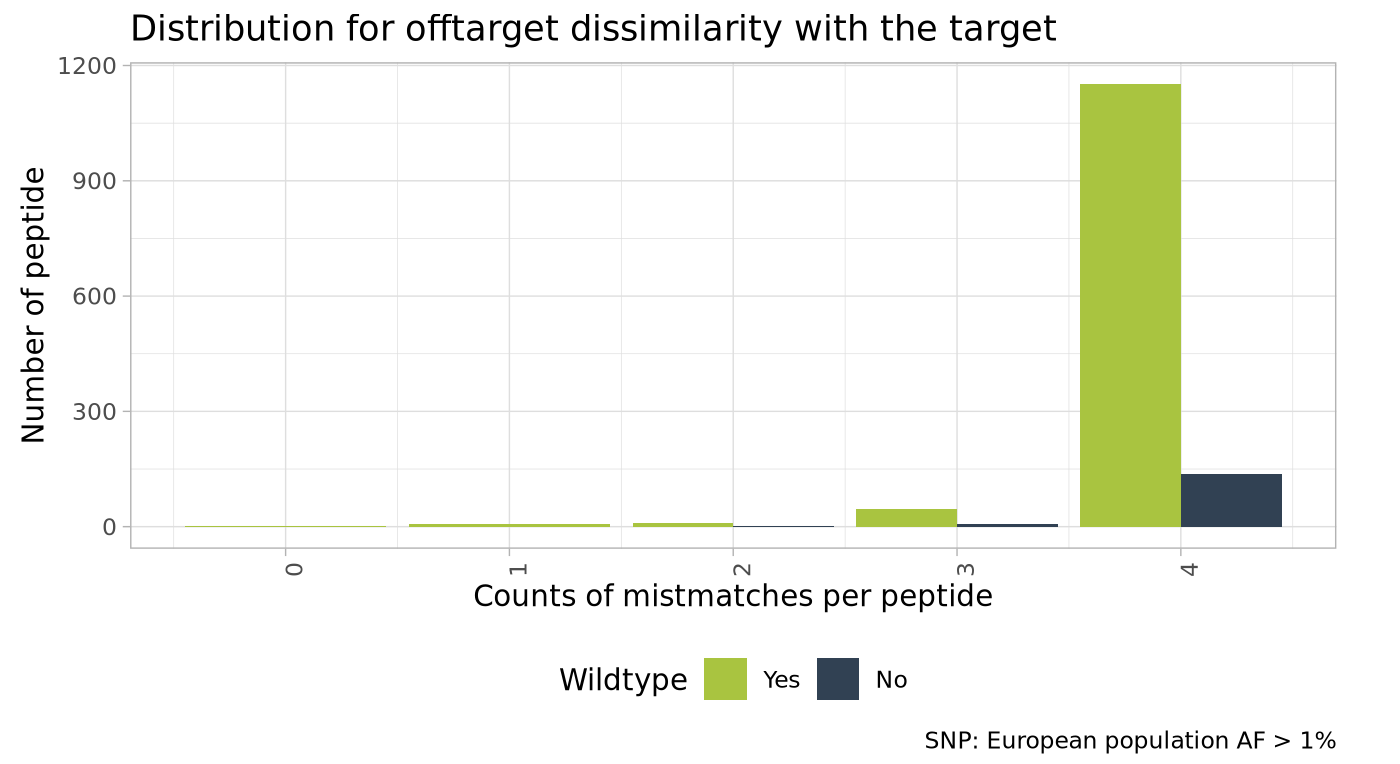 Distribution for offtarget dissimilarity with the target
Number of peptide
1200
900
600
300
0
0 1 2 3 4
Counts of mistmatches per peptide
Wildtype Yes No
SNP: European population AF > 1%